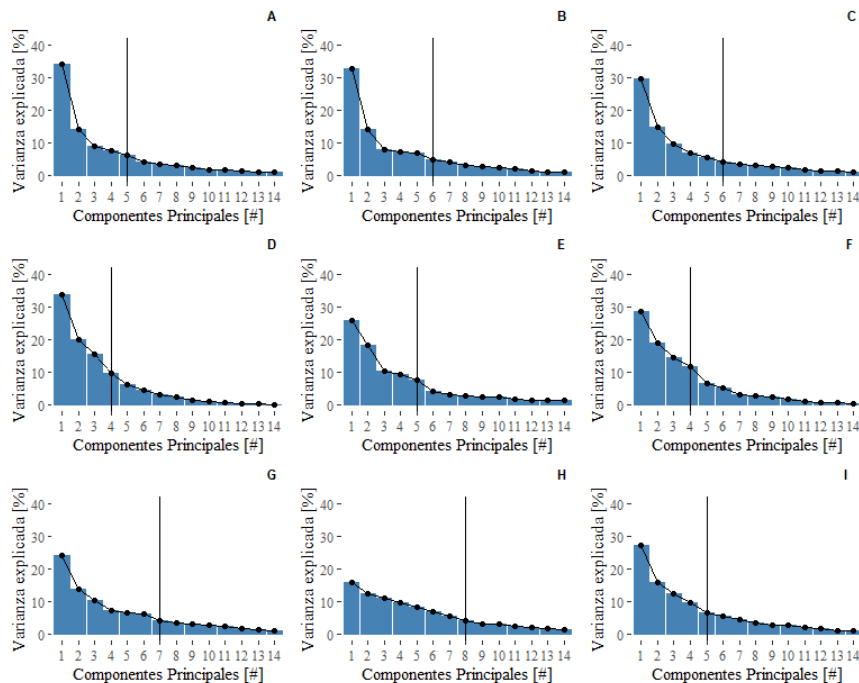 A
Varianza explicada [%]
40
30
20
10
0
1 2 3 4 5 6 7 8 9 10 11 12 13 14
Componentes Principales [#]
B
Varianza explicada [%]
40
30
20
10
0
1 2 3 4 5 6 7 8 9 10 11 12 13 14
Componentes Principales [#]
C
Varianza explicada [%]
40
30
20
10
0
1 2 3 4 5 6 7 8 9 10 11 12 13 14
Componentes Principales [#]
D
Varianza explicada [%]
40
30
20
10
0
1 2 3 4 5 6 7 8 9 10 11 12 13 14
Componentes Principales [#]
E
Varianza explicada [%]
40
30
20
10
0
1 2 3 4 5 6 7 8 9 10 11 12 13 14
Componentes Principales [#]
F
Varianza explicada [%]
40
30
20
10
0
1 2 3 4 5 6 7 8 9 10 11 12 13 14
Componentes Principales [#]
G
Varianza explicada [%]
40
30
20
10
0
1 2 3 4 5 6 7 8 9 10 11 12 13 14
Componentes Principales [#]
H
Varianza explicada [%]
40
30
20
10
0
1 2 3 4 5 6 7 8 9 10 11 12 13 14
Componentes Principales [#]
I
Varianza explicada [%]
40
30
20
10
0
1 2 3 4 5 6 7 8 9 10 11 12 13 14
Componentes Principales [#]